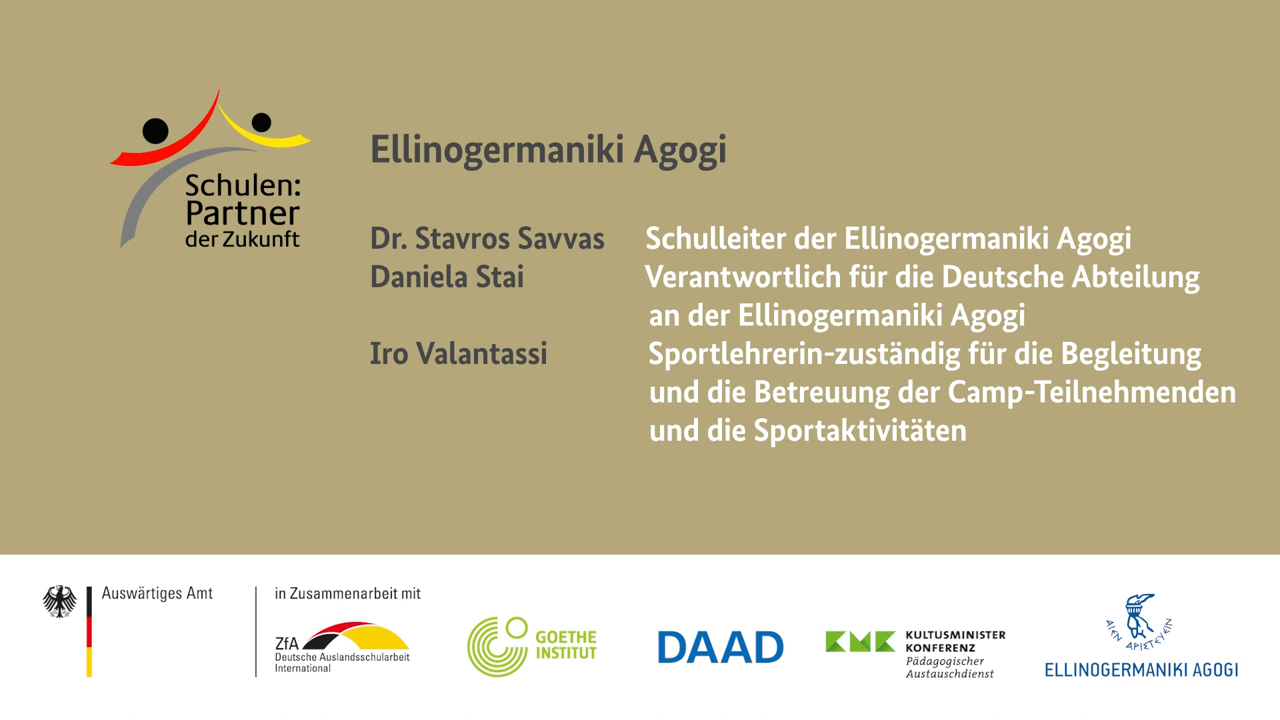 Schulen:
Partner
der Zukunft
Ellinogermaniki Agogi
Dr. Stavros Savvas Schulleiter der Ellinogermaniki Agogi
Daniela Stai Verantwortlich für die Deutsche Abteilung
an der Ellinogermaniki Agogi
Iro Valantassi Sportlehrerin-zuständig für die Begleitung
und die Betreuung der Camp-Teilnehmenden
und die Sportaktivitäten
Auswärtiges Amt
in Zusammenarbeit mit
ZfA
Deutsche Auslandsschularbeit
International
GOETHE
INSTITUT
DAAD
KMK
KULTUSMINISTER
KONFERENZ
Pädagogischer
Austauschdienst
ΑΙΕΝ ΑΡΙΣΤΕΥΕΙΝ
ELLINOGERMANIKI AGOGI